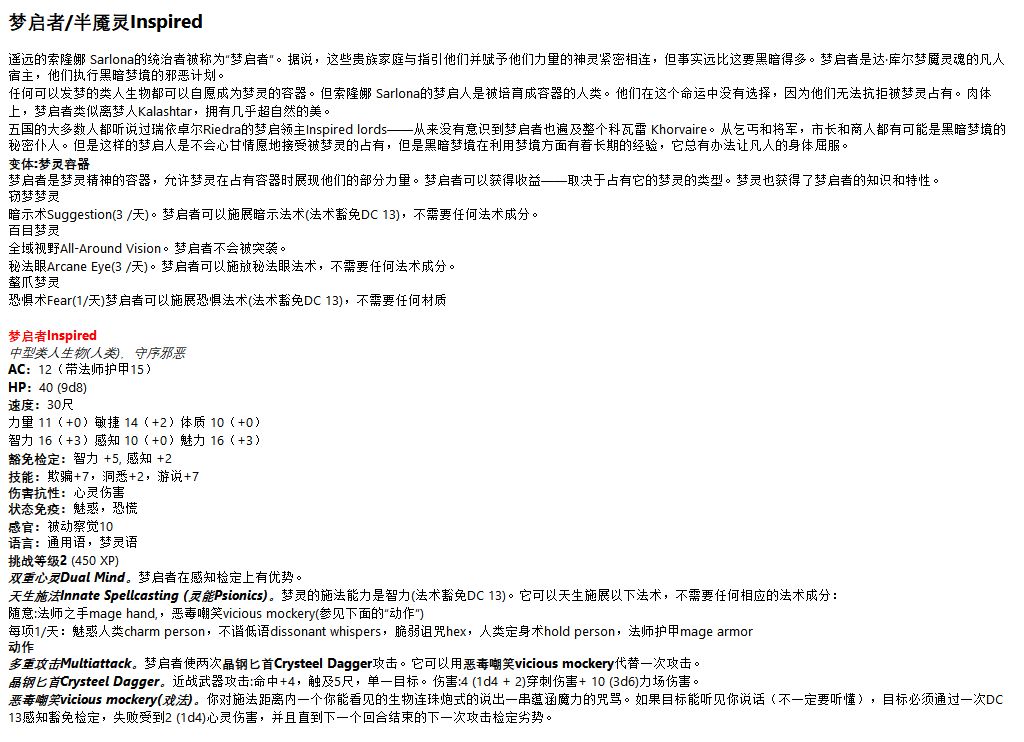 梦启者/半魇灵Inspired
遥远的索隆娜 Sarlona的统治者被称为“梦启者”。据说，这些贵族家庭与指引他们并赋予他们力量的神灵紧密相连，但事实远比这要黑暗得多。梦启者是达·库尔梦魇灵魂的凡人
宿主，他们执行黑暗梦境的邪恶计划。
任何可以发梦的类人生物都可以自愿成为梦灵的容器。但索隆娜 Sarlona的梦启人是被培育成容器的人类。他们在这个命运中没有选择，因为他们无法抗拒被梦灵占有。肉体
上，梦启者类似离梦人Kalashtar，拥有几乎超自然的美。
五国的大多数人都听说过瑞依卓尔Riedra的梦启领主Inspired lords——从来没有意识到梦启者也遍及整个科瓦雷 Khorvaire。从乞丐和将军，市长和商人都有可能是黑暗梦境的
秘密仆人。但是这样的梦启人是不会心甘情愿地接受被梦灵的占有，但是黑暗梦境在利用梦境方面有着长期的经验，它总有办法让凡人的身体屈服。
变体:梦灵容器
梦启者是梦灵精神的容器，允许梦灵在占有容器时展现他们的部分力量。梦启者可以获得收益——取决于占有它的梦灵的类型。梦灵也获得了梦启者的知识和特性。
窃梦梦灵
暗示术Suggestion(3 /天)。梦启者可以施展暗示法术(法术豁免DC 13)，不需要任何法术成分。
百目梦灵
全域视野All-Around Vision。梦启者不会被突袭。
秘法眼Arcane Eye(3 /天)。梦启者可以施放秘法眼法术，不需要任何法术成分。
螯爪梦灵
恐惧术Fear(1/天)梦启者可以施展恐惧法术(法术豁免DC 13)，不需要任何材质
梦启者Inspired
中型类人生物(人类)，守序邪恶
AC：12（带法师护甲15）
HP：40 (9d8)
速度：30尺
力量 11（+0）敏捷 14（+2）体质 10（+0）
智力 16（+3）感知 10（+0）魅力 16（+3）
豁免检定：智力 +5, 感知 +2
技能：欺骗+7，洞悉+2，游说+7
伤害抗性：心灵伤害
状态免疫：魅惑，恐慌
感官：被动察觉10
语言：通用语，梦灵语
挑战等级2 (450 XP)
双重心灵Dual Mind。梦启者在感知检定上有优势。
天生施法Innate Spellcasting (灵能Psionics)。梦灵的施法能力是智力(法术豁免DC 13)。它可以天生施展以下法术，不需要任何相应的法术成分：
随意:法师之手mage hand,，恶毒嘲笑vicious mockery(参见下面的“动作”)
每项1/天：魅惑人类charm person，不谐低语dissonant whispers，脆弱诅咒hex，人类定身术hold person，法师护甲mage armor
动作
多重攻击Multiattack。梦启者使两次晶钢匕首Crysteel Dagger攻击。它可以用恶毒嘲笑vicious mockery代替一次攻击。
晶钢匕首Crysteel Dagger。近战武器攻击:命中+4，触及5尺，单一目标。伤害:4 (1d4 + 2)穿刺伤害+ 10 (3d6)力场伤害。
恶毒嘲笑vicious mockery(戏法)。你对施法距离内一个你能看见的生物连珠炮式的说出一串蕴涵魔力的咒骂。如果目标能听见你说话（不一定要听懂），目标必须通过一次DC
13感知豁免检定，失败受到2 (1d4)心灵伤害，并且直到下一个回合结束的下一次攻击检定劣势。